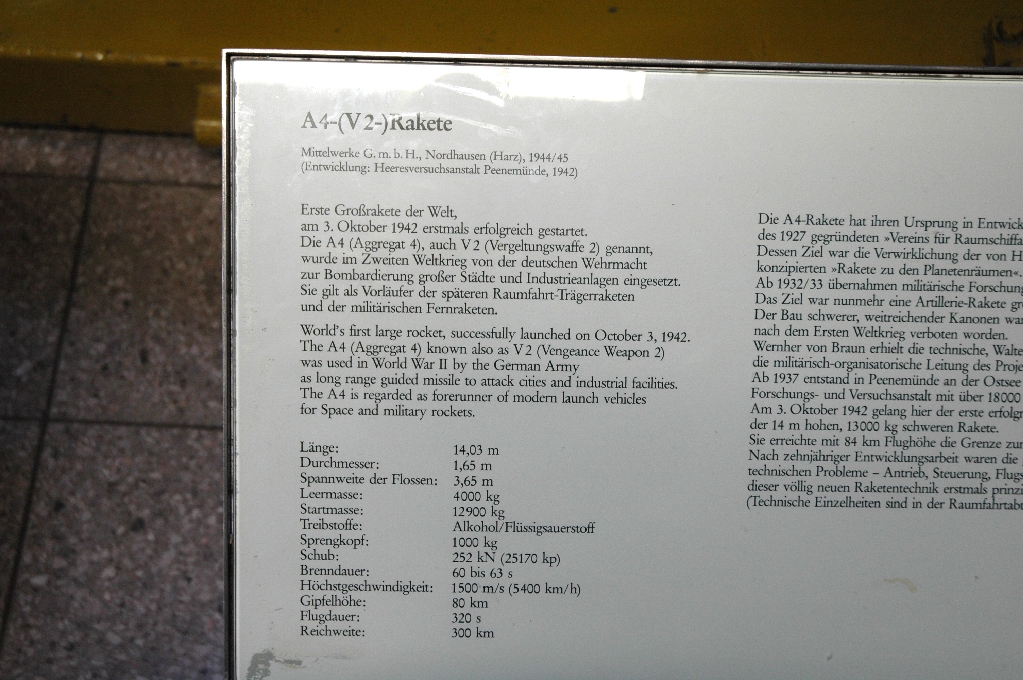 A4-(V2-)Rakete
Mittelwerke G.m.b.H., Nordhausen (Harz), 1944/45
(Entwicklung: Heeresversuchsanstalt Peenemünde, 1942)
Erste Großrakete der Welt,
am 3. Oktober 1942 erstmals erfolgreich gestartet.
Die A4 (Aggregat 4), auch V2 (Vergeltungswaffe 2) genannt,
wurde im Zweiten Weltkrieg von der deutschen Wehrmacht
zur Bombardierung großer Städte und Industrieanlagen eingesetzt.
Sie gilt als Vorläufer der späteren Raumfahrt-Trägerraketen
und der militärischen Fernraketen.
World's first large rocket, successfully launched on October 3, 1942.
The A4 (Aggregat 4) known also as V2 (Vengeance Weapon 2)
was used in World War II by the German Army
as long range guided missile to attack cities and industrial facilities.
The A4 is regarded as forerunner of modern launch vehicles
for Space and military rockets.
Länge: 14,03 m
Durchmesser: 1,65 m
Spannweite der Flossen: 3,65 m
Leermasse: 4000 kg
Startmasse: 12900 kg
Treibstoffe: Alkohol/Flüssigsauerstoff
Sprengkopf: 1000 kg
Schub: 252 kN (25170 kp)
Brenndauer: 60 bis 63 s
Höchstgeschwindigkeit: 1500 m/s (5400 km/h)
Gipfelhöhe: 80 km
Flugdauer: 320 s
Reichweite: 300 km
Die A4-Rakete hat ihren Ursprung in Entwick
des 1927 gegründeten »Vereins für Raumschiffa
Dessen Ziel war die Verwirklichung der von H
konzipierten »Rakete zu den Planetenräumen«.
Ab 1932/33 übernahmen militärische Forschung
Das Ziel war nunmehr eine Artillerie-Rakete gr
Der Bau schwerer, weitreichender Kanonen war
nach dem Ersten Weltkrieg verboten worden.
Wernher von Braun erhielt die technische, Walte
die militärisch-organisatorische Leitung des Proje
Ab 1937 entstand in Peenemünde an der Ostsee
Forschungs- und Versuchsanstalt mit über 18000
Am 3. Oktober 1942 gelang hier der erste erfolgr
der 14 m hohen, 13000 kg schweren Rakete.
Sie erreichte mit 84 km Flughöhe die Grenze zur
Nach zehnjähriger Entwicklungsarbeit waren die
technischen Probleme – Antrieb, Steuerung, Flugs
dieser völlig neuen Raketentechnik erstmals prinzi
(Technische Einzelheiten sind in der Raumfahrtabt